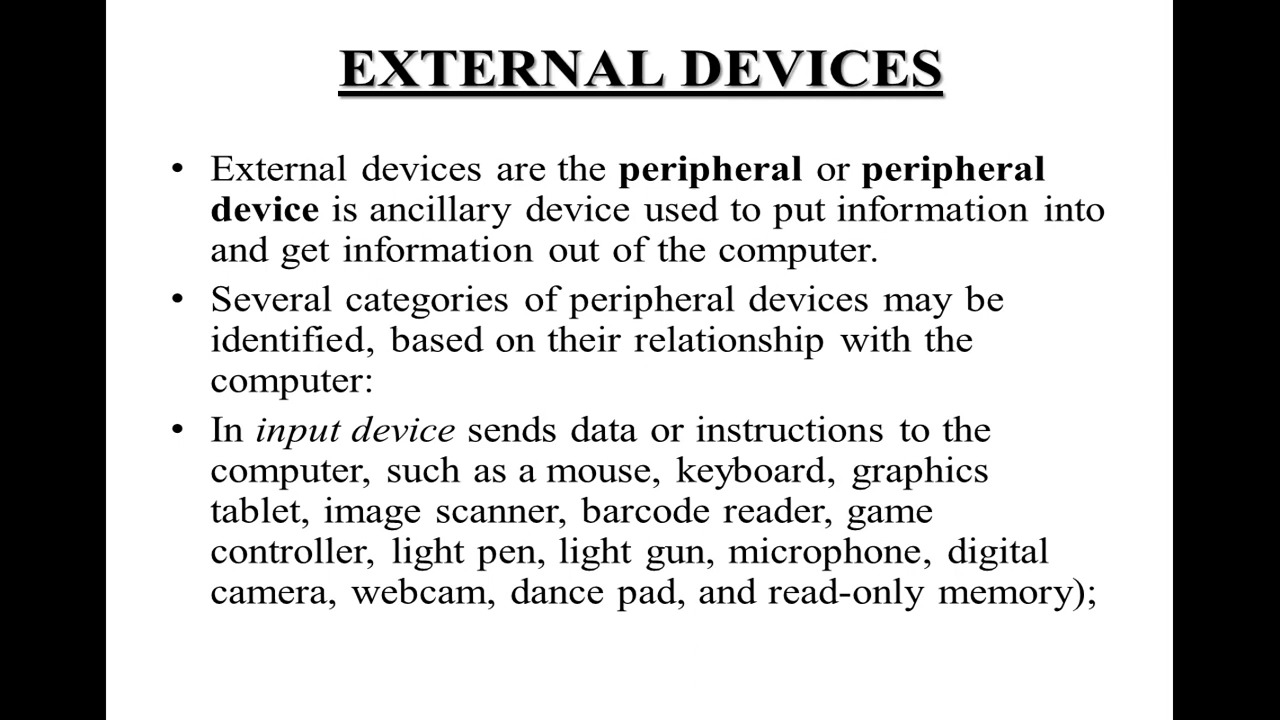 EXTERNAL DEVICES
• External devices are the peripheral or peripheral
device is ancillary device used to put information into
and get information out of the computer.
• Several categories of peripheral devices may be
identified, based on their relationship with the
computer:
• In input device sends data or instructions to the
computer, such as a mouse, keyboard, graphics
tablet, image scanner, barcode reader, game
controller, light pen, light gun, microphone, digital
camera, webcam, dance pad, and read-only memory);